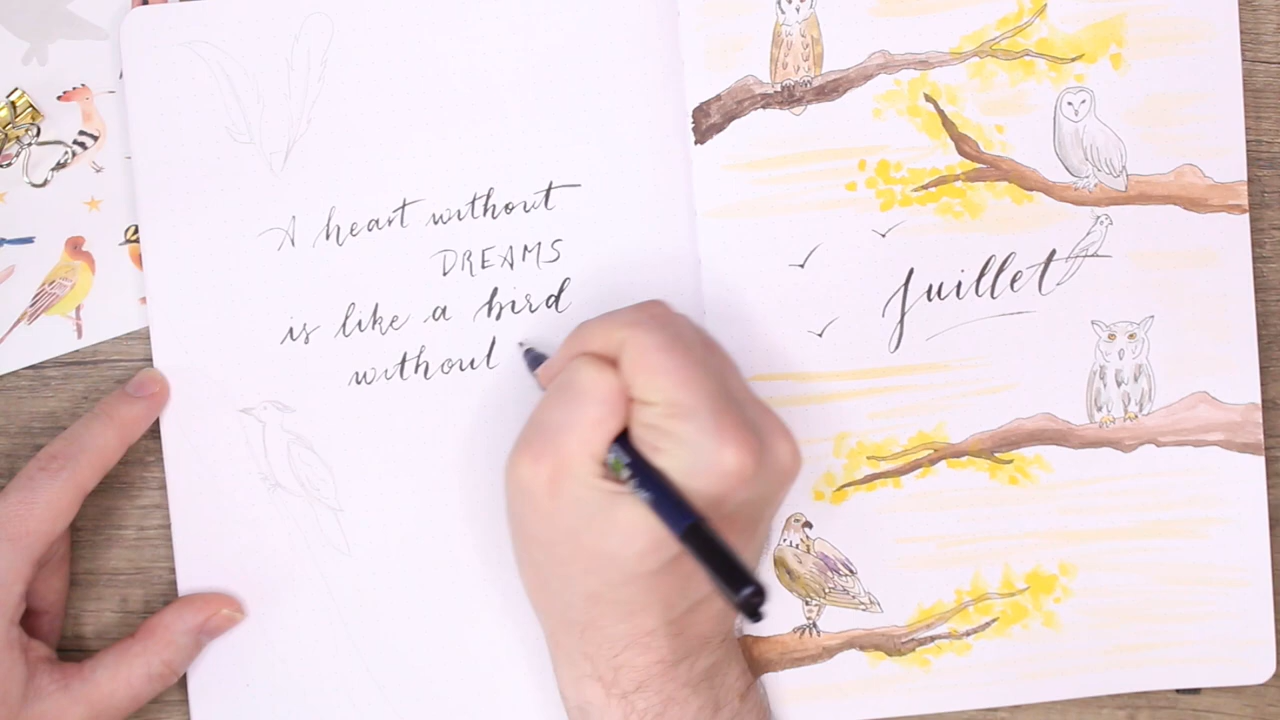 A heart without
DREAMS
is like a bird
without
Juillet